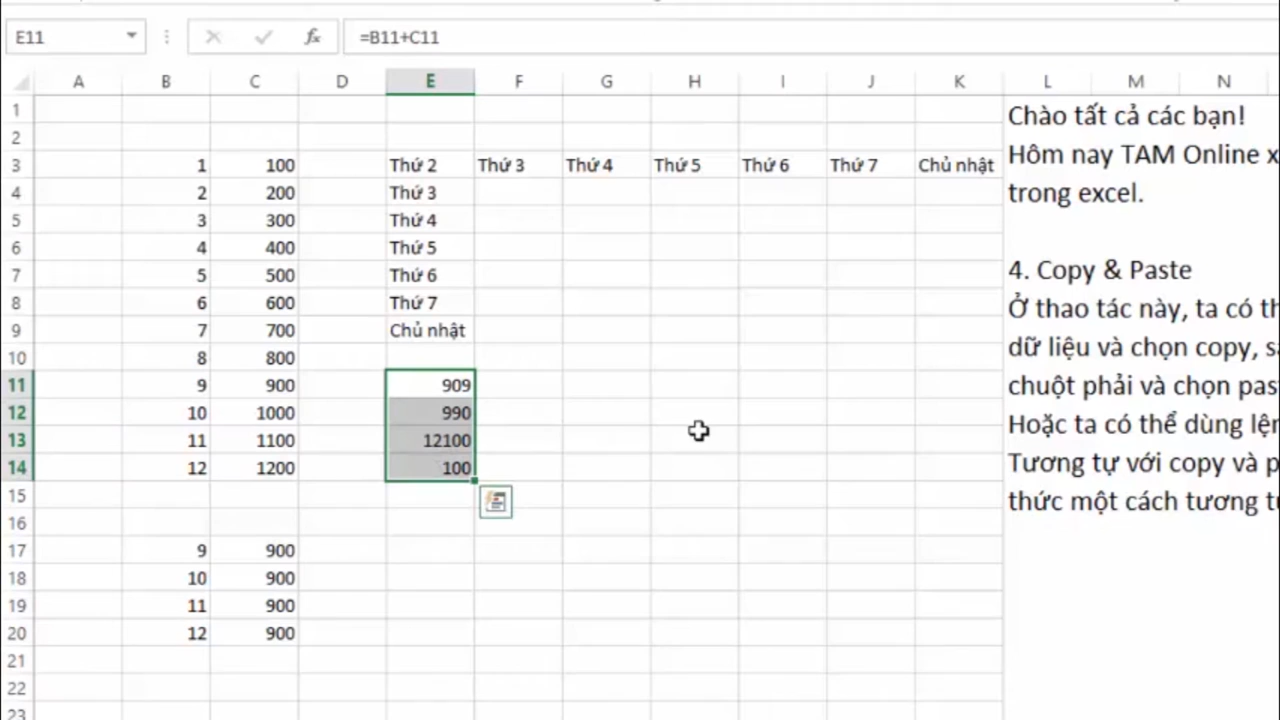 E11 fx =B11+C11
A B C D E F G H I J K L M N
1 Chào tất cả các bạn!
2
3 1 100 Thứ 2 Thứ 3 Thứ 4 Thứ 5 Thứ 6 Thứ 7 Chủ nhật Hôm nay TAM Online
4 2 200 Thứ 3 trong excel.
5 3 300 Thứ 4
6 4 400 Thứ 5
7 5 500 Thứ 6 4. Copy & Paste
8 6 600 Thứ 7 Ở thao tác này, ta có
9 7 700 Chủ nhật dữ liệu và chọn copy,
10 8 800
11 9 900 909 chuột phải và chọn
12 10 1000 990 Hoặc ta có thể dùng
13 11 1100 12100
14 12 1200 100 Tương tự với copy và
15 thức một cách tương
16
17 9 900
18 10 900
19 11 900
20 12 900
21
22
23